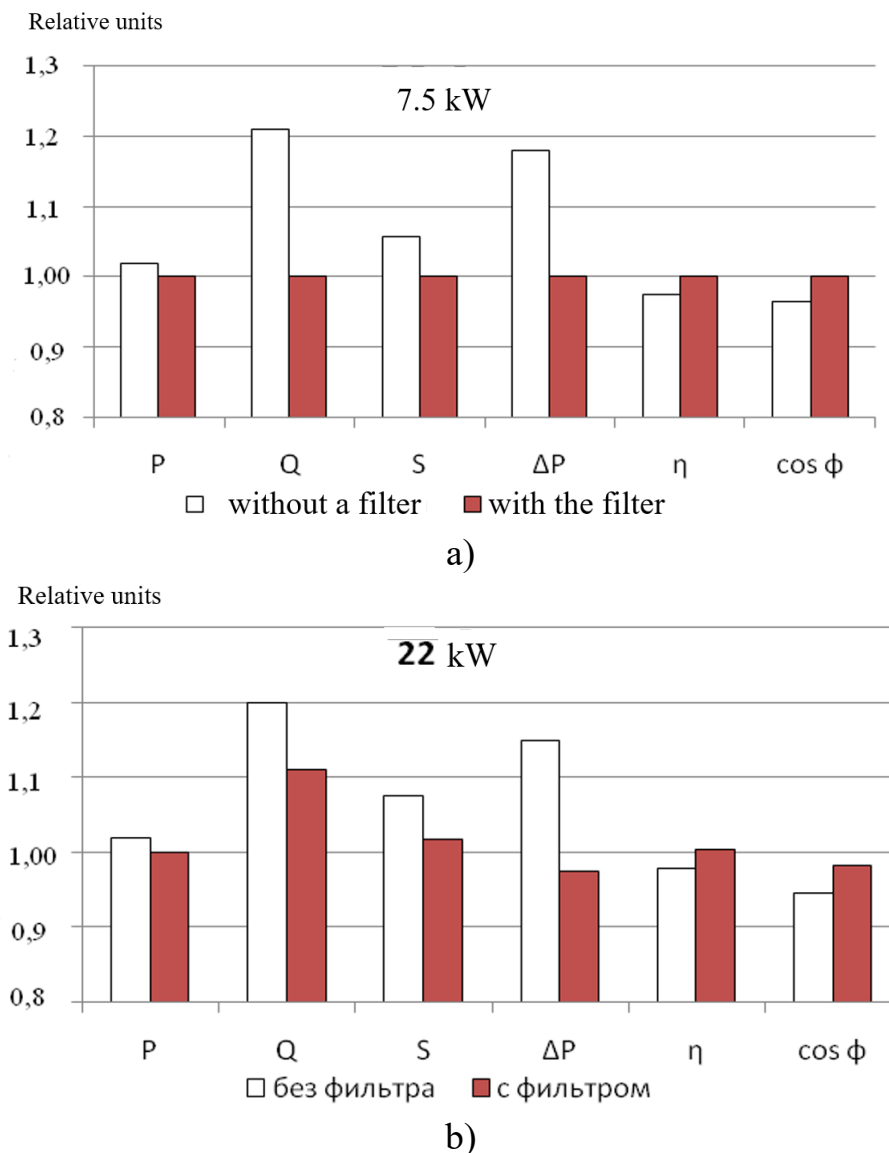 Relative units
1,3
7.5 kW
1,2
1,1
1,00
0,9
0,8
P Q S ΔP η cos ϕ
without a filter with the filter
a)
Relative units
1,3
22 kW
1,2
1,1
1,00
0,9
0,8
P Q S ΔP η cos ϕ
без фильтра с фильтром
b)